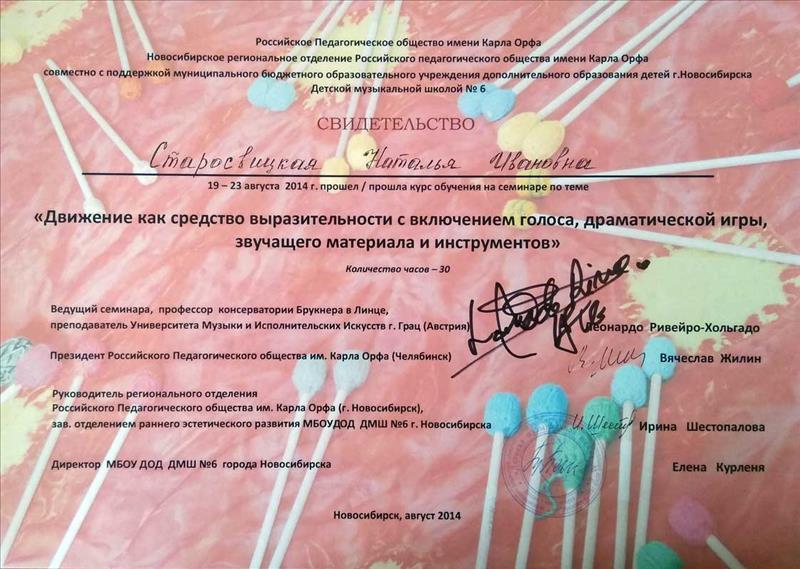 Российское Педагогическое общество имени Карла Орфа
Новосибирское региональное отделение Российского педагогического общества имени Карла Орфа
совместно с поддержкой муниципального бюджетного образовательного учреждения дополнительного образования детей г.Новосибирска
Детской музыкальной школой № 6
СВИДЕТЕЛЬСТВО
Старосвицкая Наталья Ивановна
19 – 23 августа 2014 г. прошел / прошла курс обучения на семинаре по теме
«Движение как средство выразительности с включением голоса, драматической игры,
звучащего материала и инструментов»
Количество часов – 30
Ведущий семинара, профессор консерватории Брукнера в Линце,
преподаватель Университета Музыки и Исполнительских Искусств г. Грац (Австрия) Леонардо Ривейро-Хольгадо
Президент Российского Педагогического общества им. Карла Орфа (Челябинск) Вячеслав Жилин
Руководитель регионального отделения
Российского Педагогического общества им. Карла Орфа (г. Новосибирск),
зав. отделением раннего эстетического развития МБОУДОД ДМШ №6 г. Новосибирска Ирина Шестопалова
Директор МБОУ ДОД ДМШ №6 города Новосибирска Елена Курленя
Новосибирск, август 2014